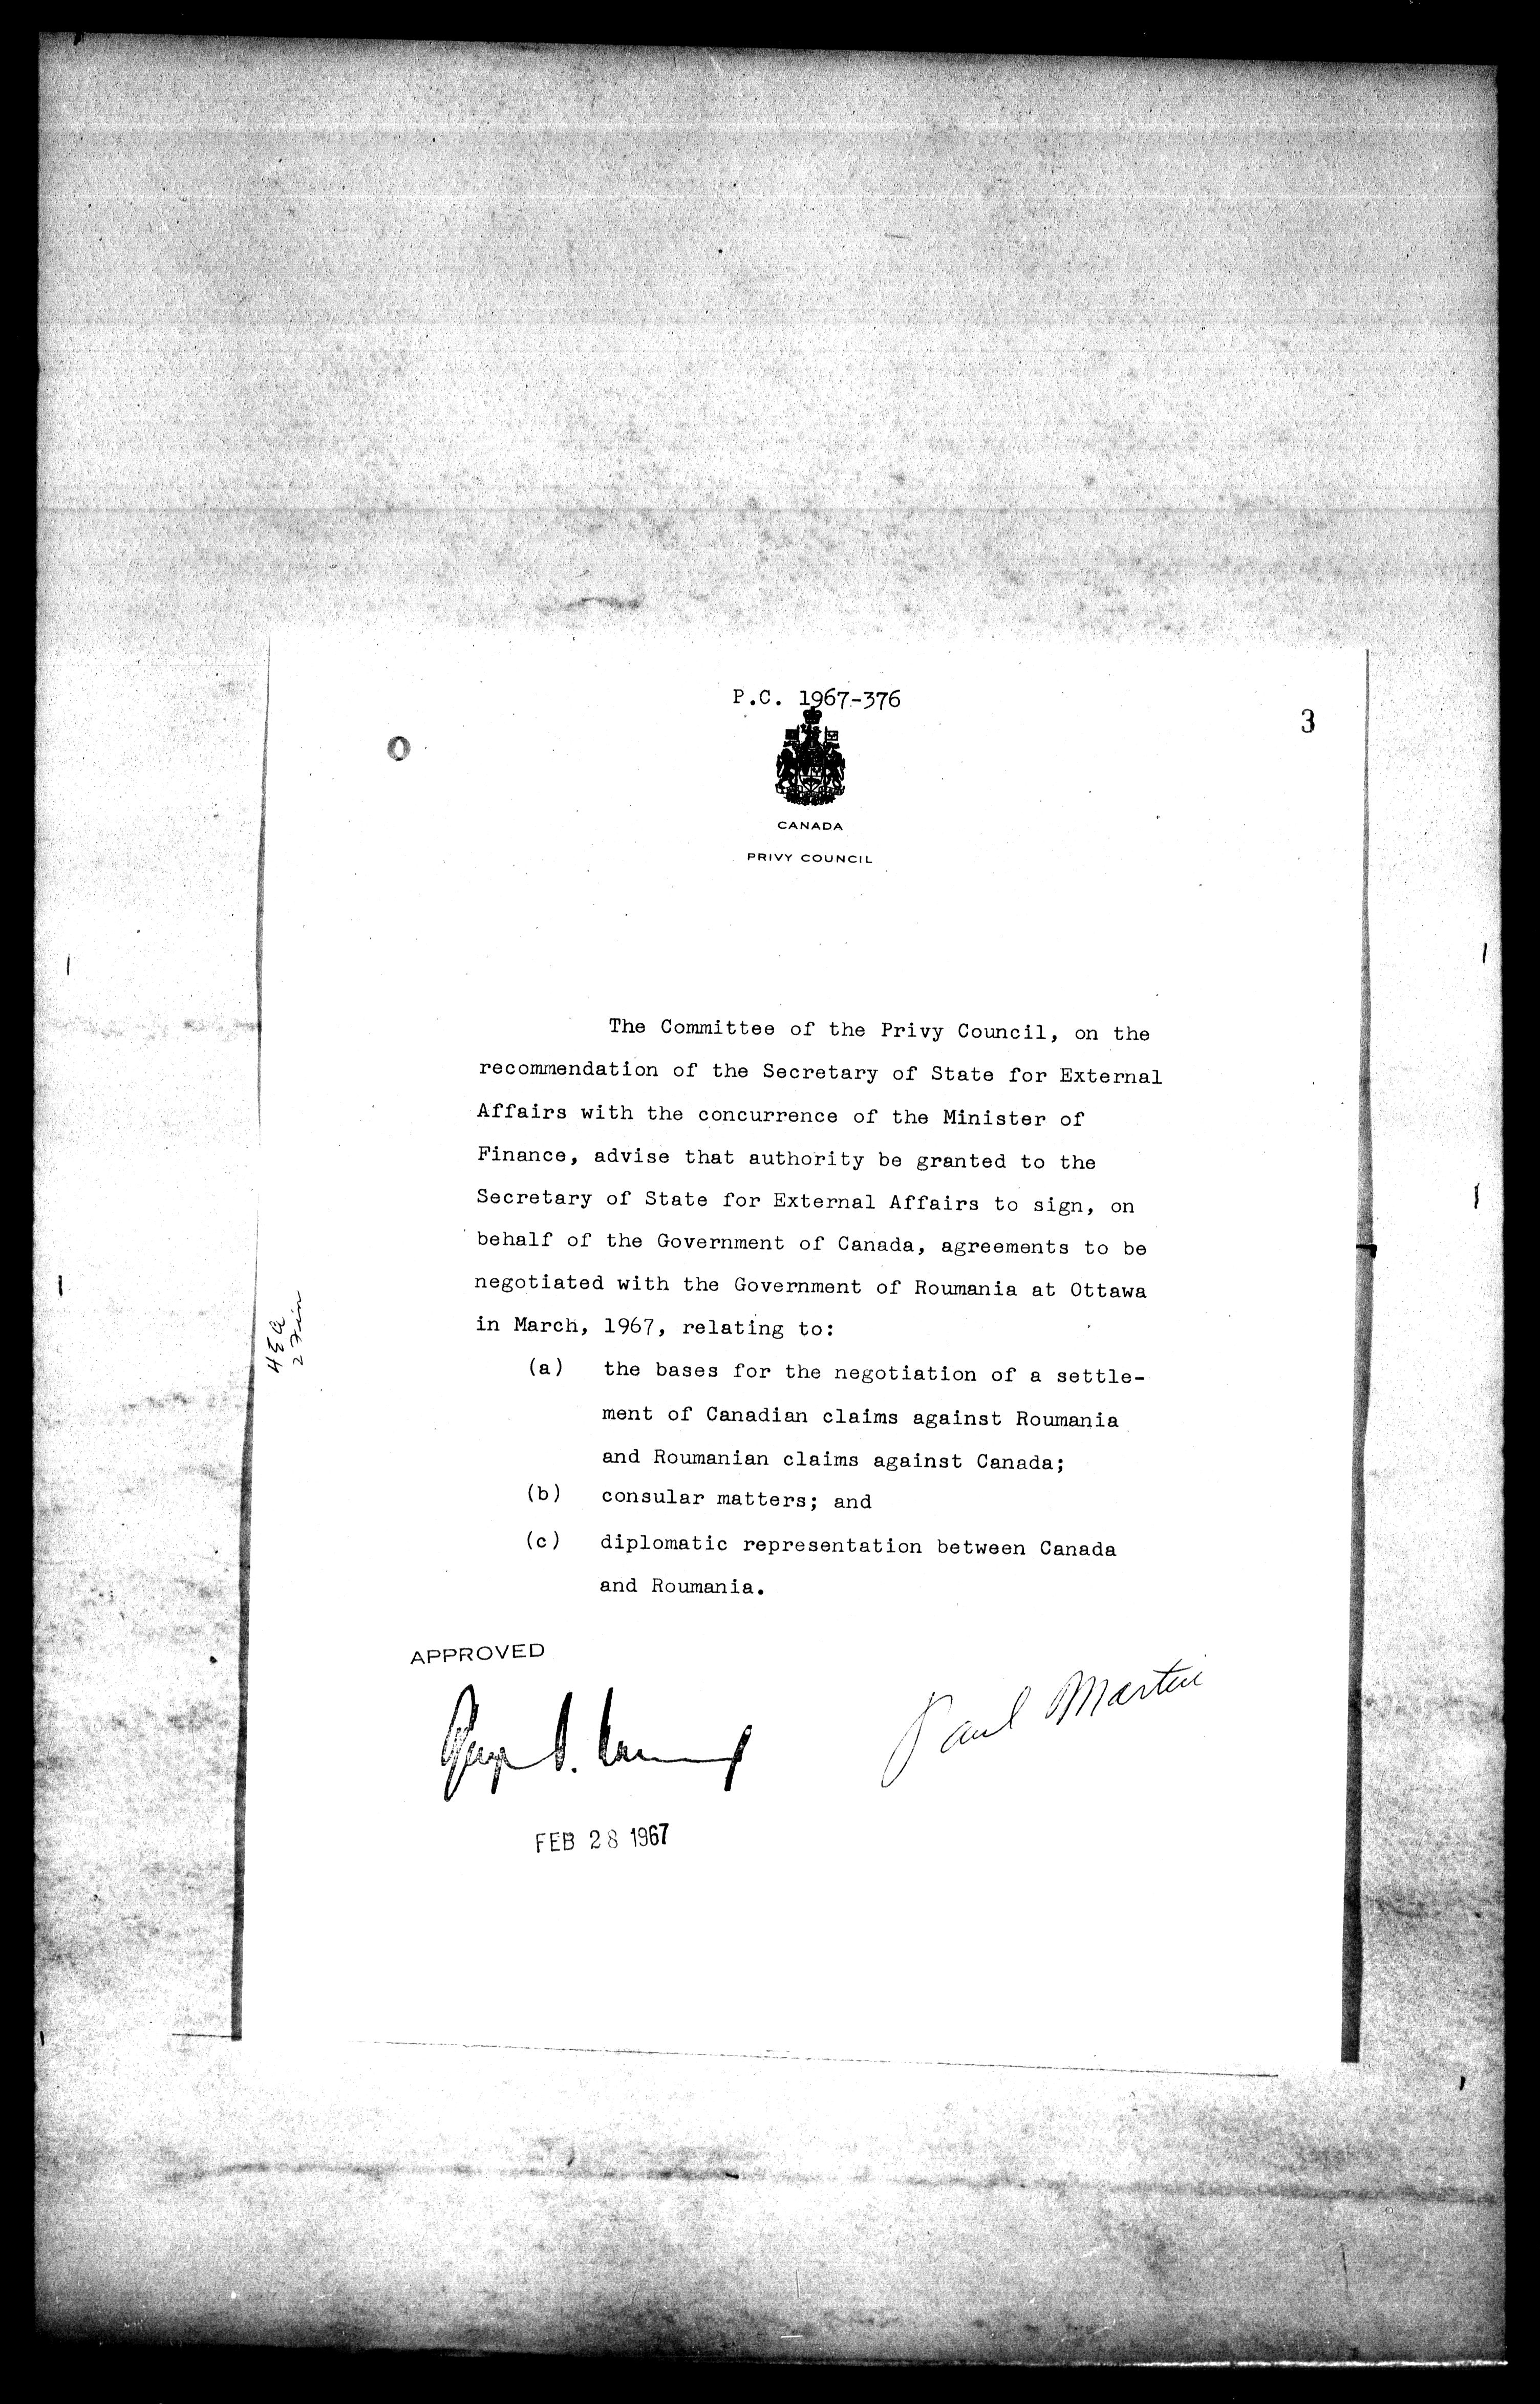 P.C. 1967-376
3
CANADA
PRIVY COUNCIL
The Committee of the Privy Council, on the
recommendation of the Secretary of State for External
Affairs with the concurrence of the Minister of
Finance, advise that authority be granted to the
Secretary of State for External Affairs to sign, on
behalf of the Government of Canada, agreements to be
negotiated with the Government of Roumania at Ottawa
in March, 1967, relating to:
(a) the bases for the negotiation of a settle-
ment of Canadian claims against Roumania
and Roumanian claims against Canada;
(b) consular matters; and
(c) diplomatic representation between Canada
and Roumania.
APPROVED
Paul Martin
FEB 28 1967
2 Fin